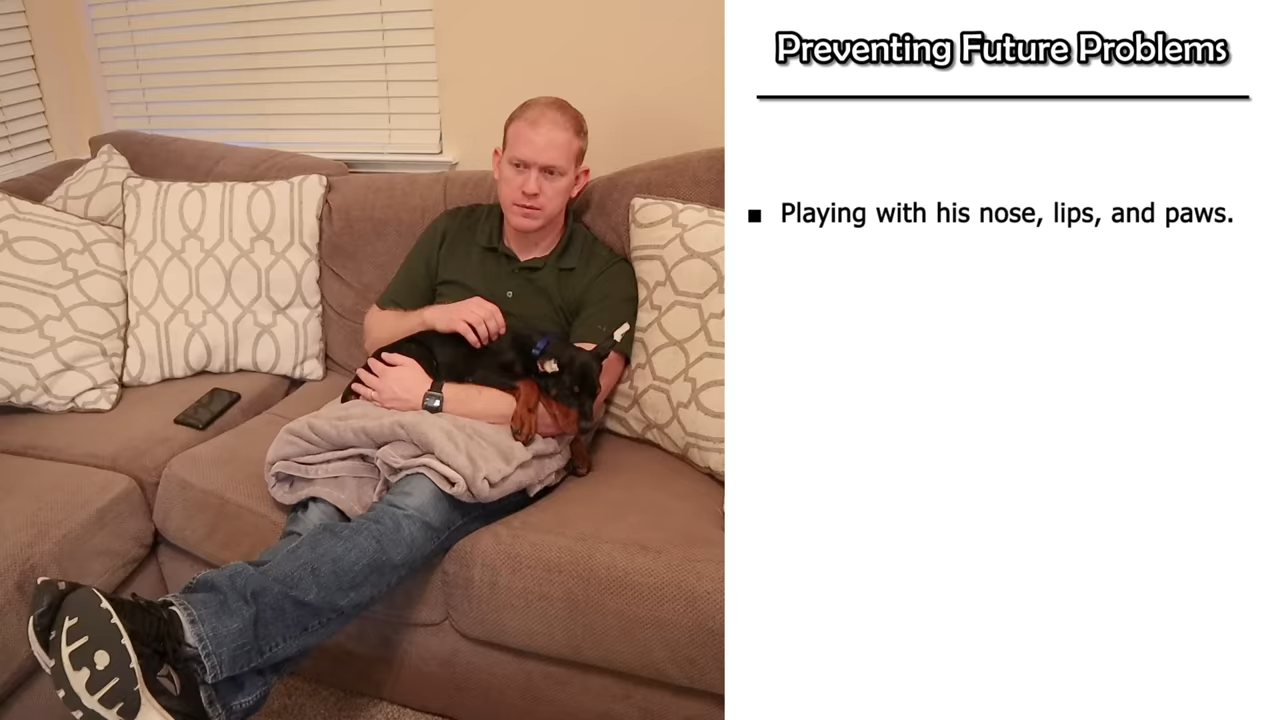 Preventing Future Problems
▪ Playing with his nose, lips, and paws.